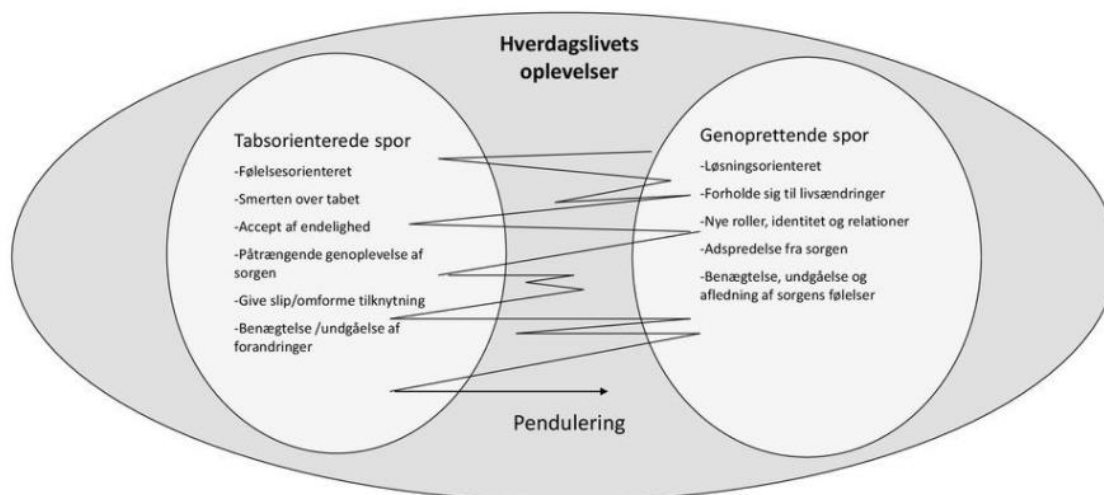 Hverdagslivets
oplevelser
Tabsorienterede spor
-Følelsesorienteret
-Smerten over tabet
-Accept af endelighed
-Påtrængende genoplevelse af
sorgen
-Give slip/omforme tilknytning
-Benægtelse /undgåelse af
forandringer
Genoprettende spor
-Løsningsorienteret
-Forholde sig til livsændringer
-Nye roller, identitet og relationer
-Adspredelse fra sorgen
-Benægtelse, undgåelse og
afledning af sorgens følelser
Pendulering